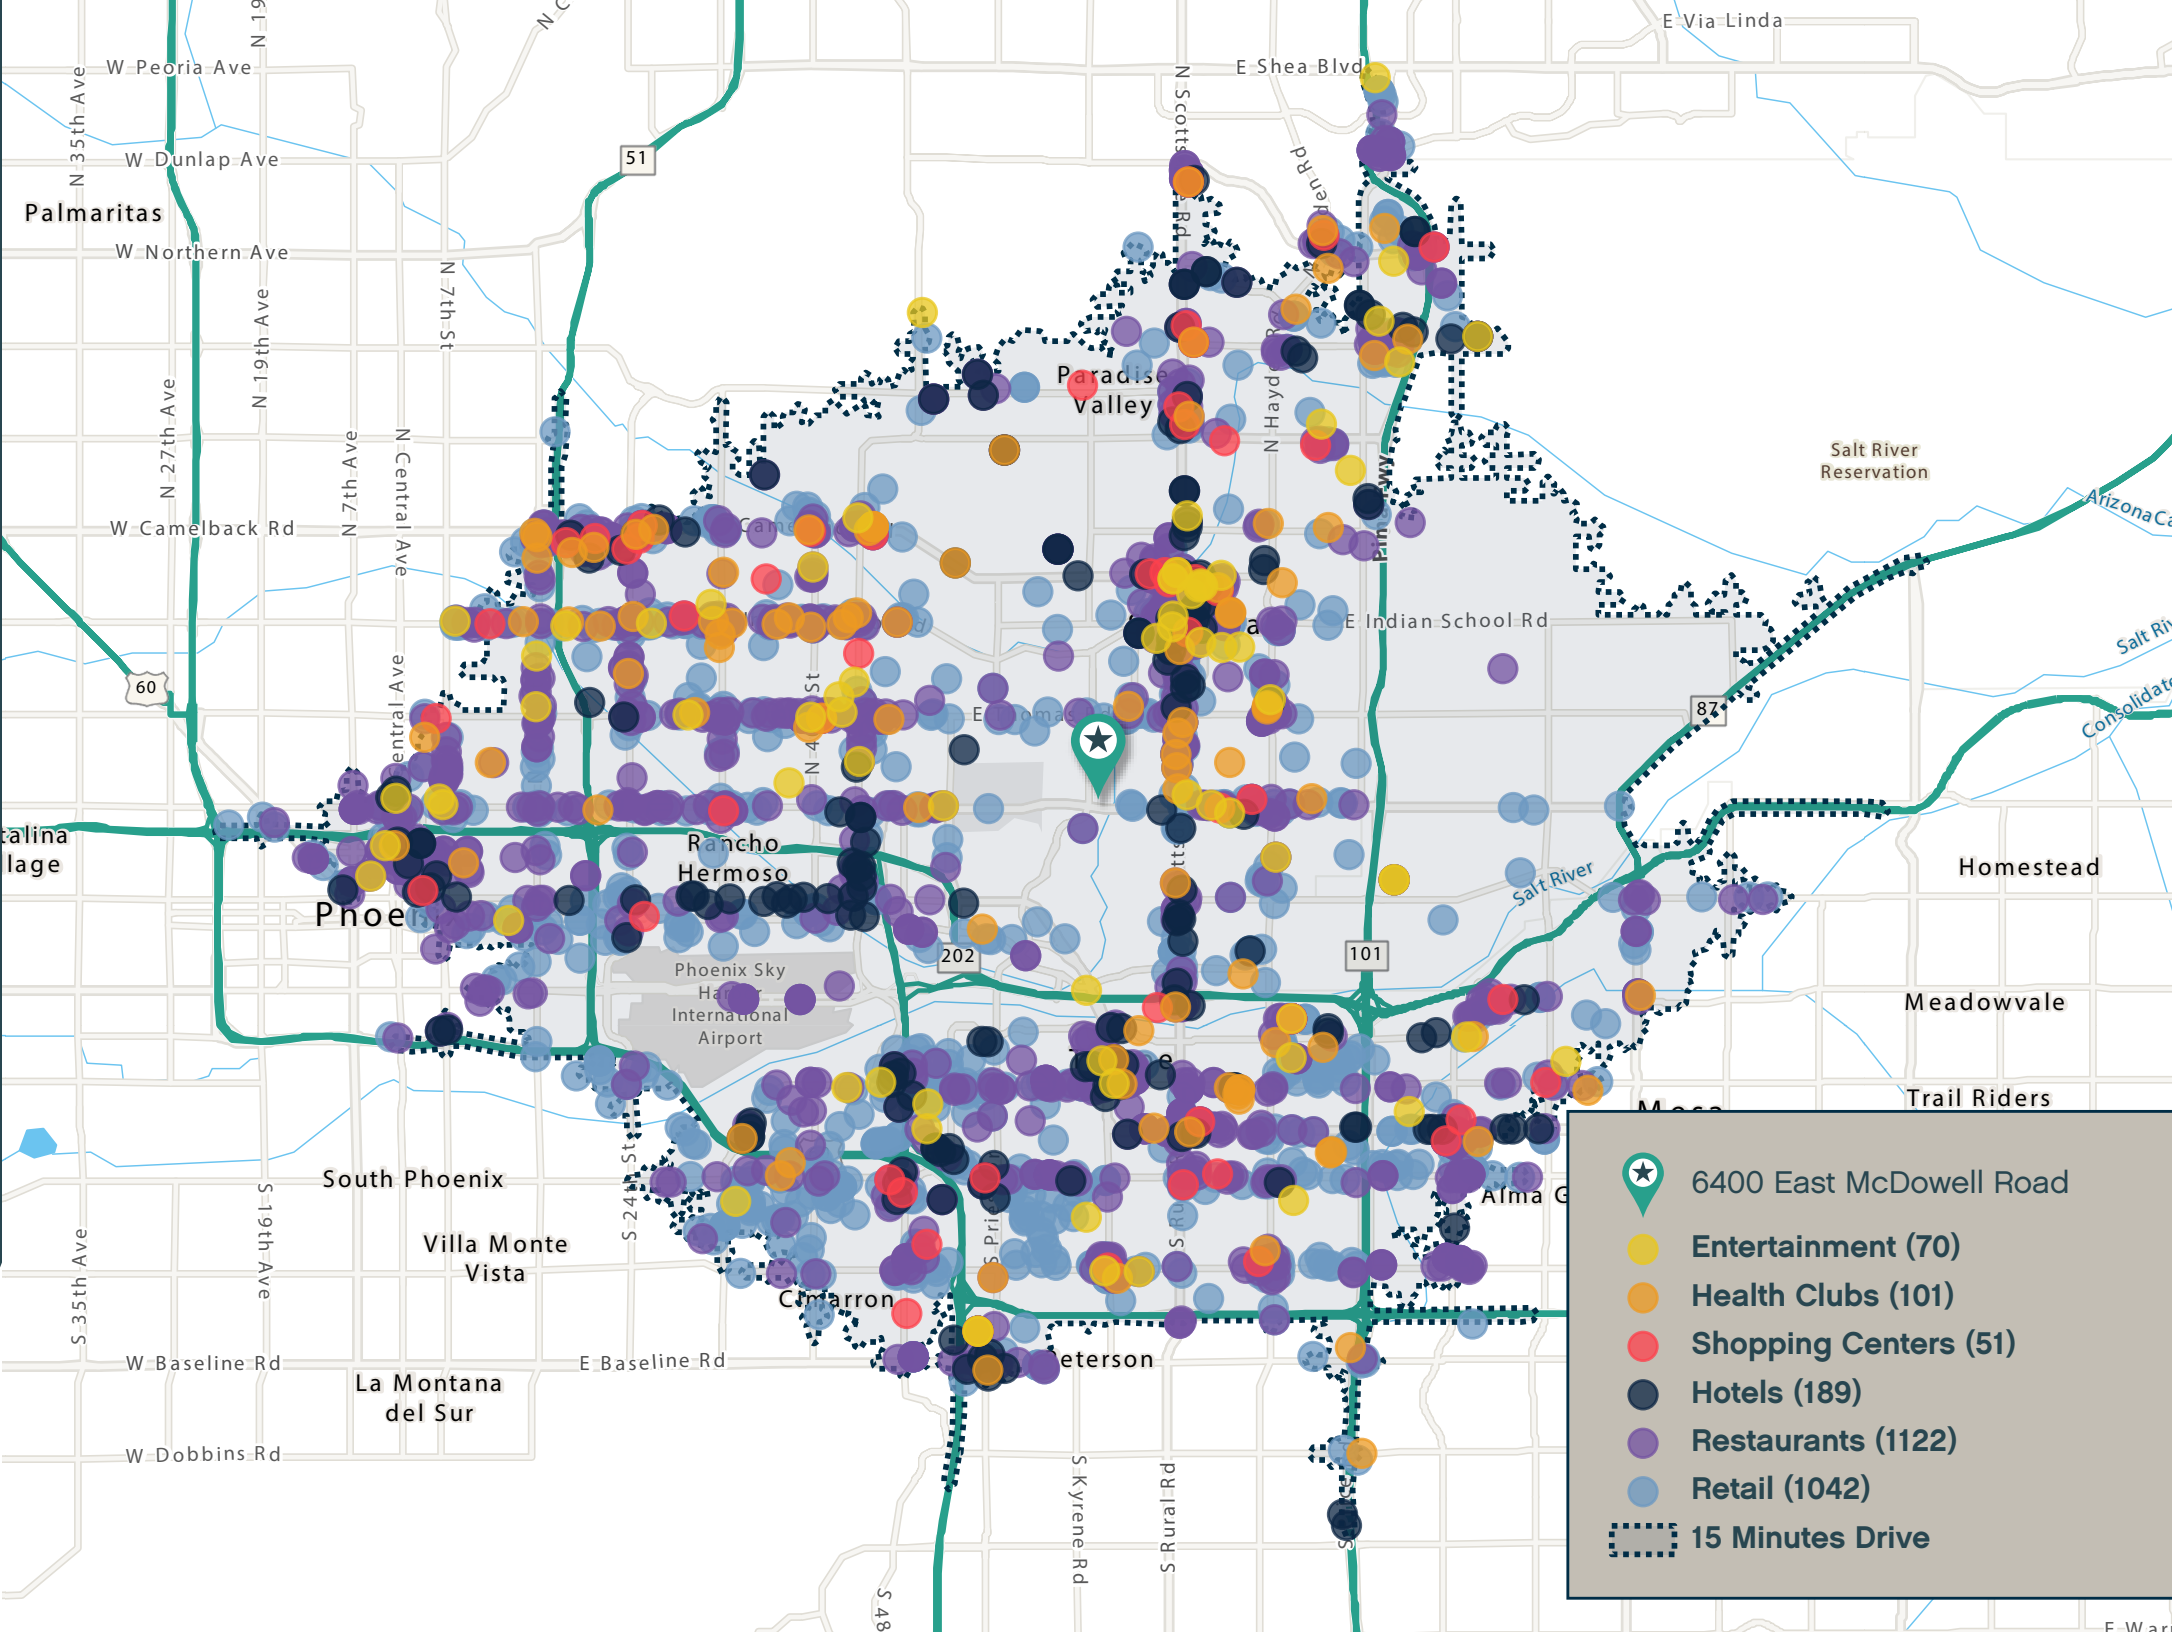 E Via Linda
W Peoria Ave
E Shea Blvd
N 35th Ave
W Dunlap Ave
51
Palmaritas
W Northern Ave
N 7th St
N 19th Ave
N 27th Ave
Paradise
Valley
N 7th Ave
N Central Ave
Salt River
Reservation
W Camelback Rd
E Indian School Rd
60
87
Rancho
Hermoso
Salt River
Homestead
202
101
Phoenix Sky
International
Airport
Meadowvale
Trail Riders
South Phoenix
S 24th St
S 19th Ave
S 35th Ave
Villa Monte
Vista
Cimarron
W Baseline Rd
E Baseline Rd
La Montana
del Sur
W Dobbins Rd
S Kyrene Rd
S Rural Rd
S 48
6400 East McDowell Road
Entertainment (70)
Health Clubs (101)
Shopping Centers (51)
Hotels (189)
Restaurants (1122)
Retail (1042)
15 Minutes Drive